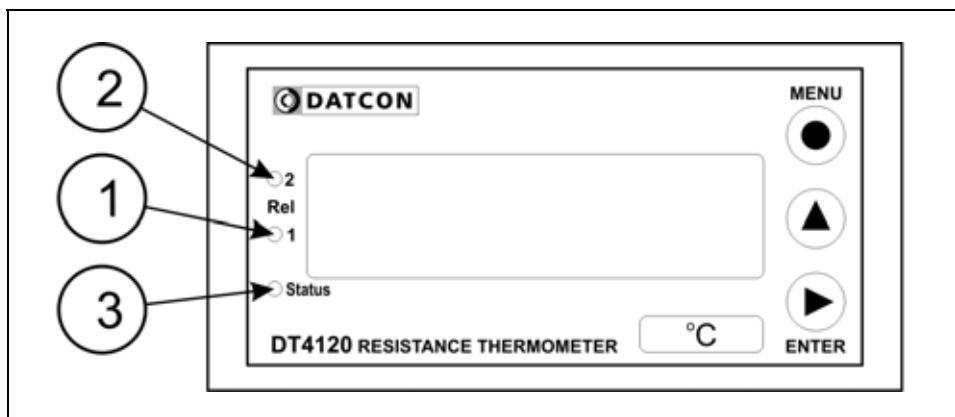 2
1
3
DATCON
MENU
2
Rel
1
Status
DT4120 RESISTANCE THERMOMETER
°C
ENTER